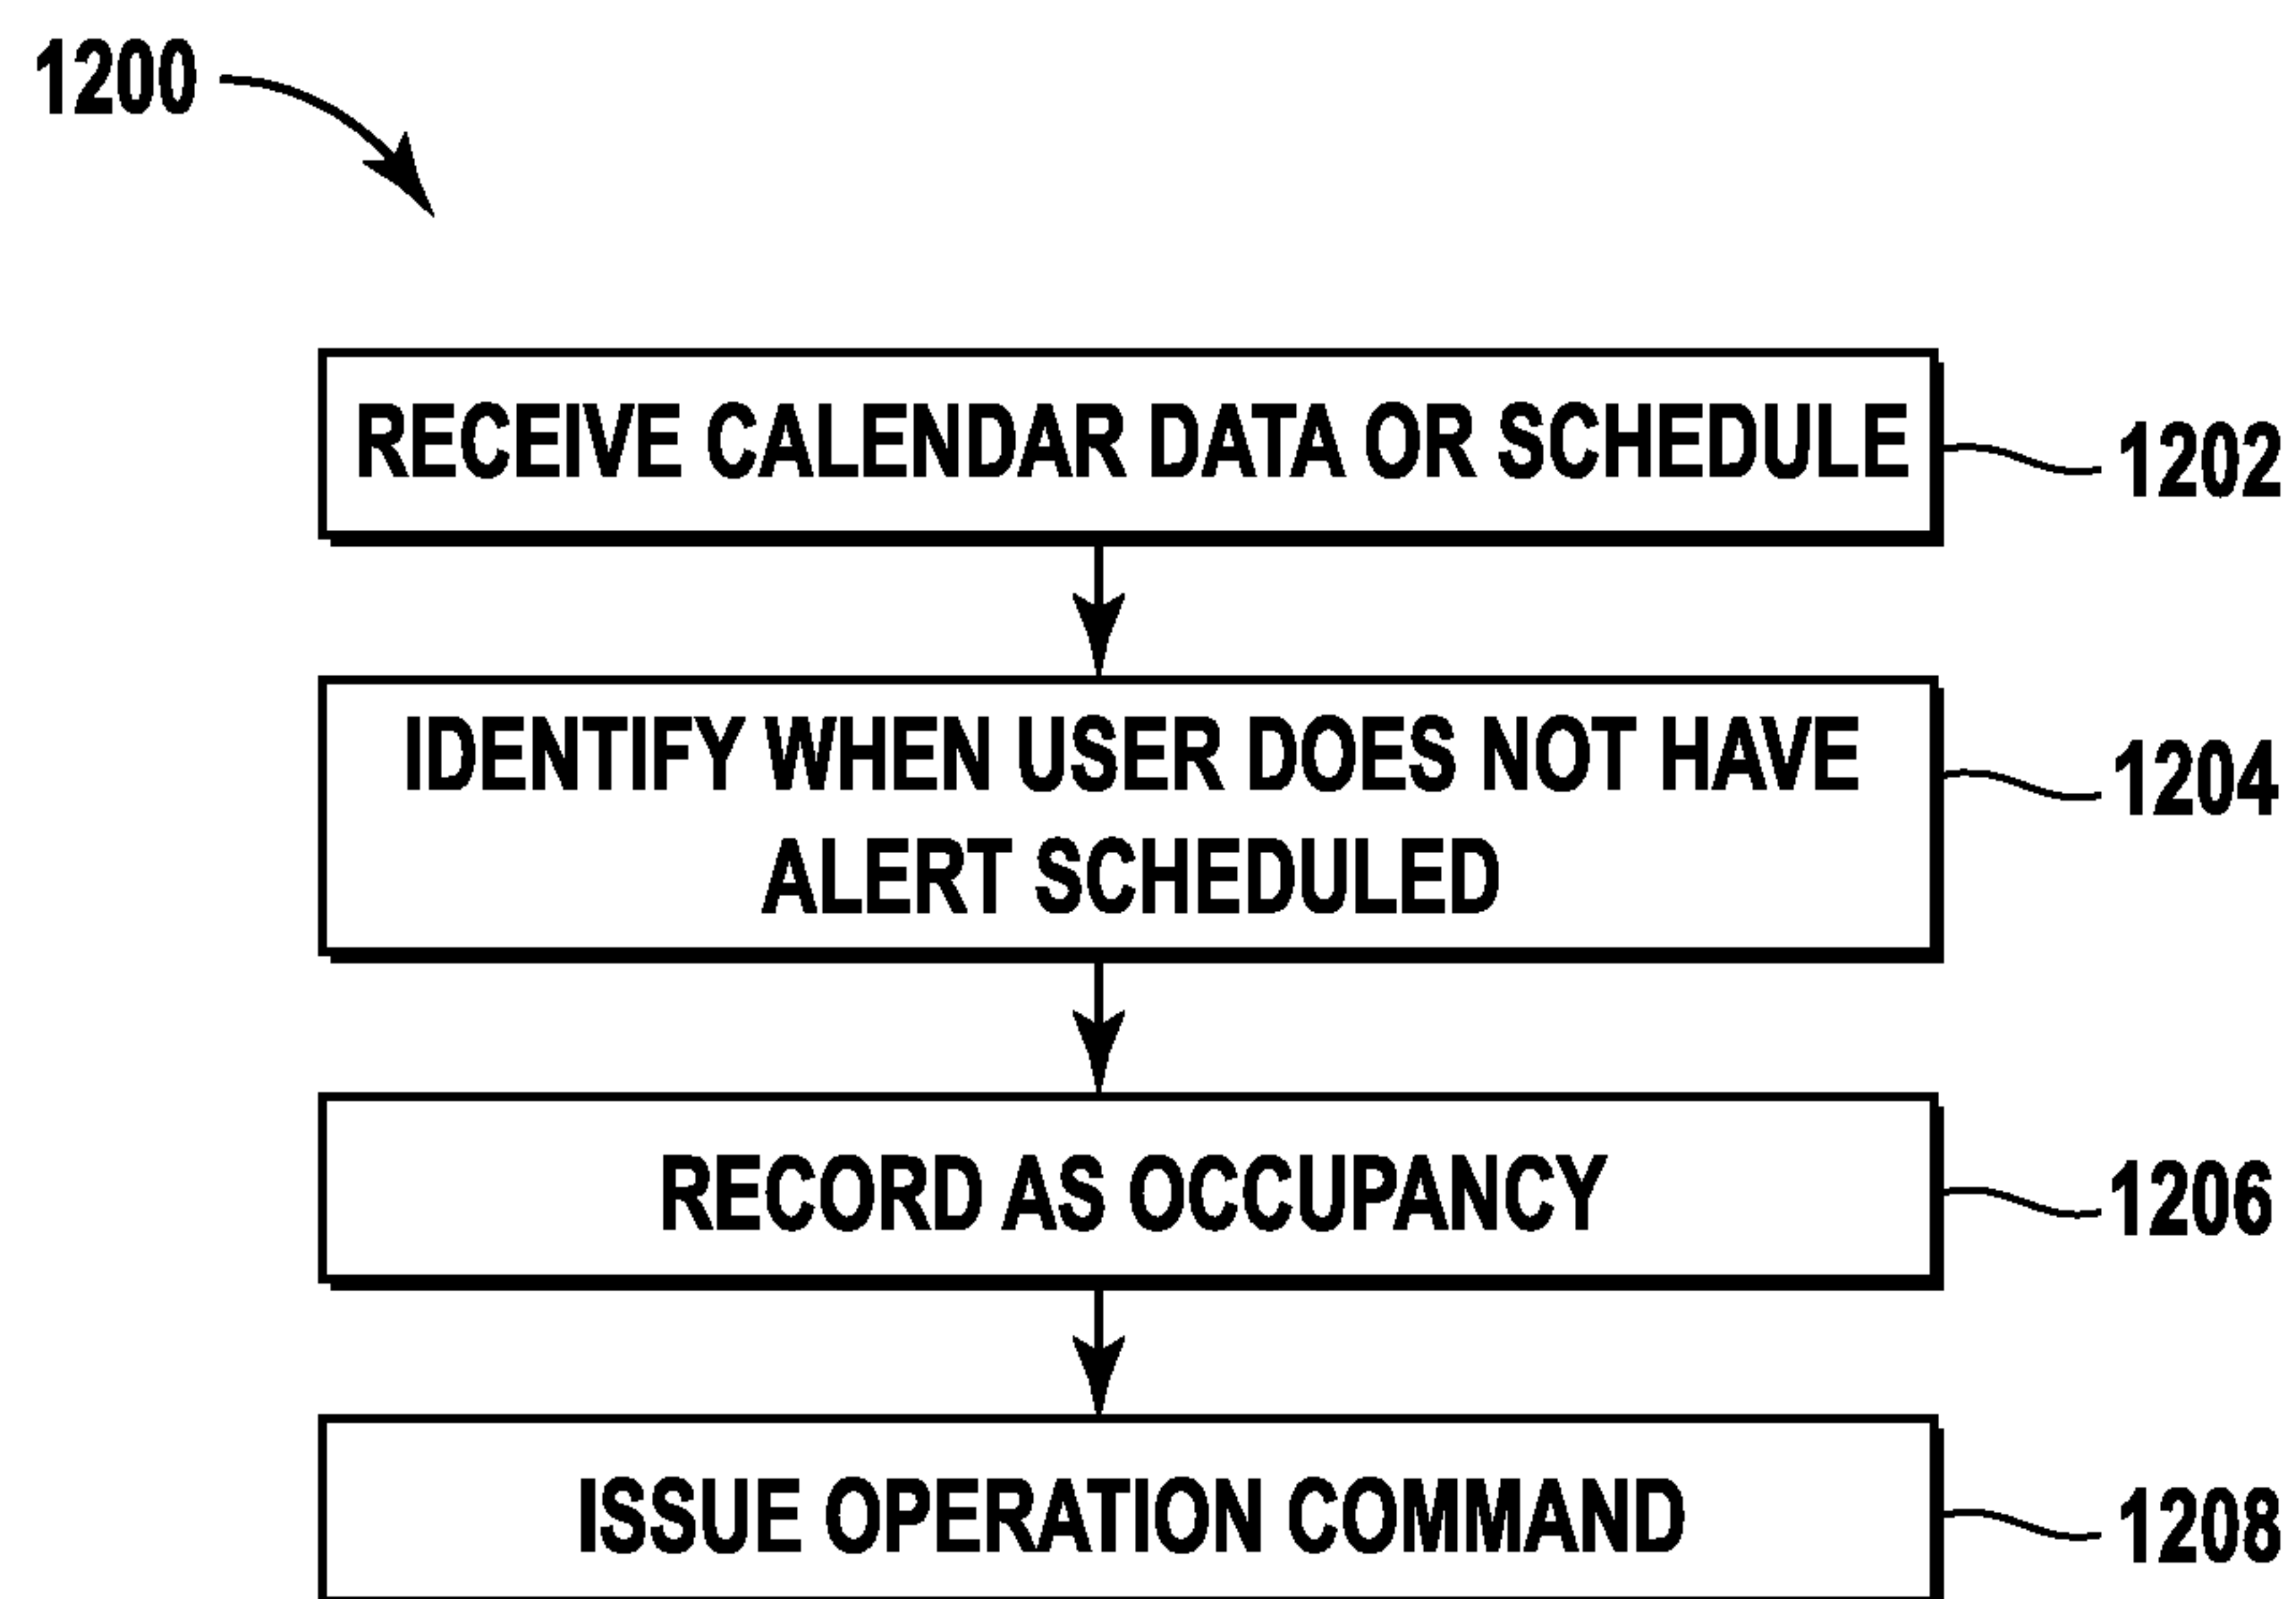 1200
RECEIVE CALENDAR DATA OR SCHEDULE
1202
IDENTIFY WHEN USER DOES NOT HAVE
ALERT SCHEDULED
1204
RECORD AS OCCUPANCY
1206
ISSUE OPERATION COMMAND
1208